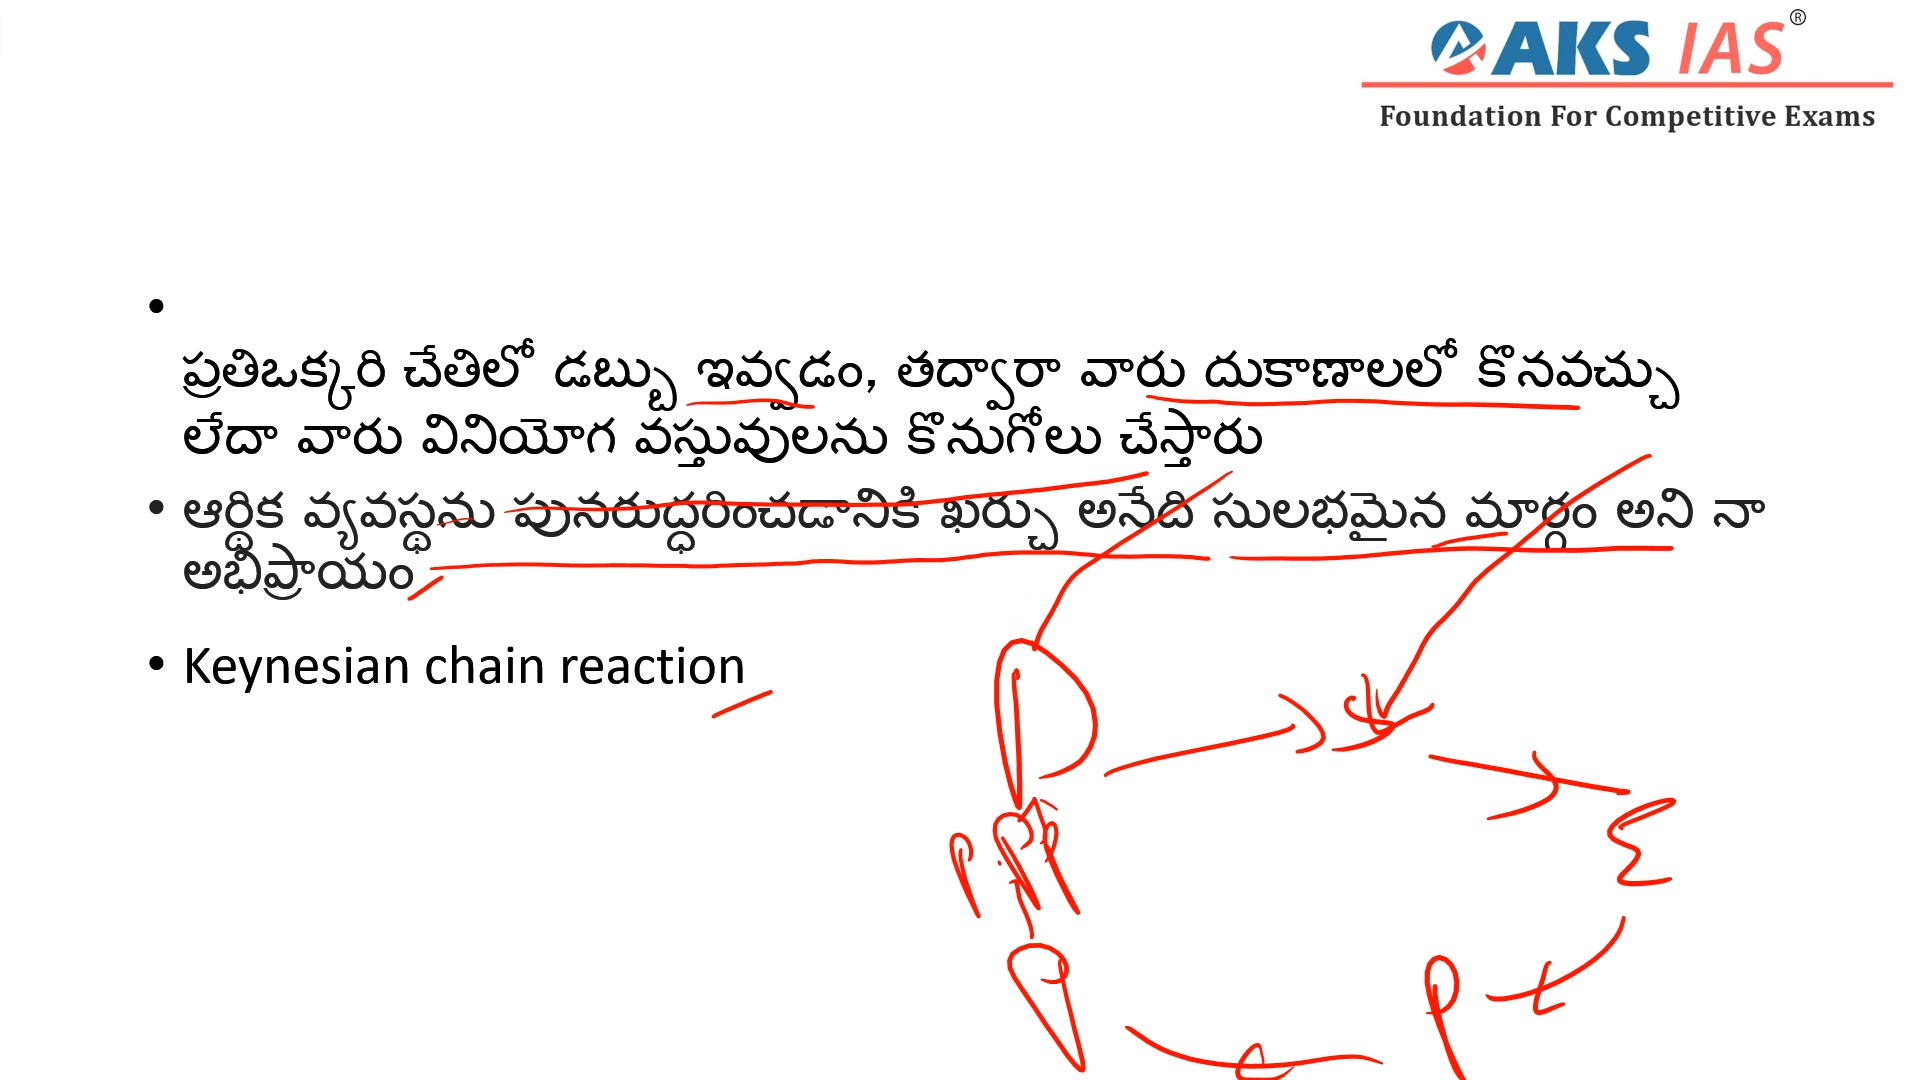 AKS IAS®
Foundation For Competitive Exams
•
ప్రతిఒక్కరి చేతిలో డబ్బు ఇవ్వడం, తద్వారా వారు దుకాణాలలో కొనవచ్చు
లేదా వారు వినియోగ వస్తువులను కొనుగోలు చేస్తారు
• ఆర్థిక వ్యవస్థను పునరుద్ధరించడానికి ఖర్చు అనేది సులభమైన మార్గం అని నా
అభిప్రాయం
• Keynesian chain reaction